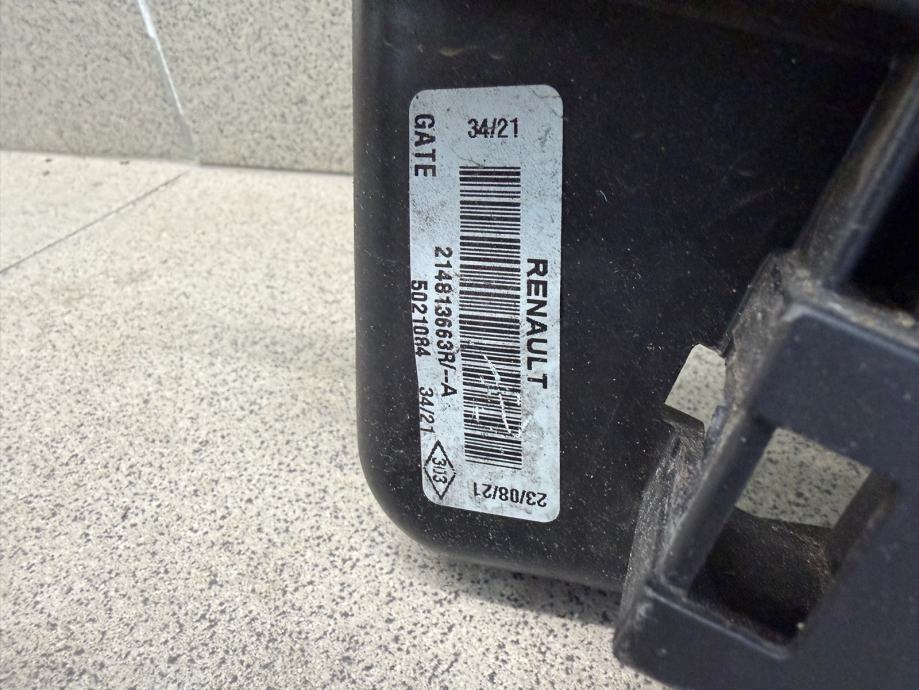 34/21
GATE
RENAULT
214813663R/--A
5021084 34/21
303
23/08/21